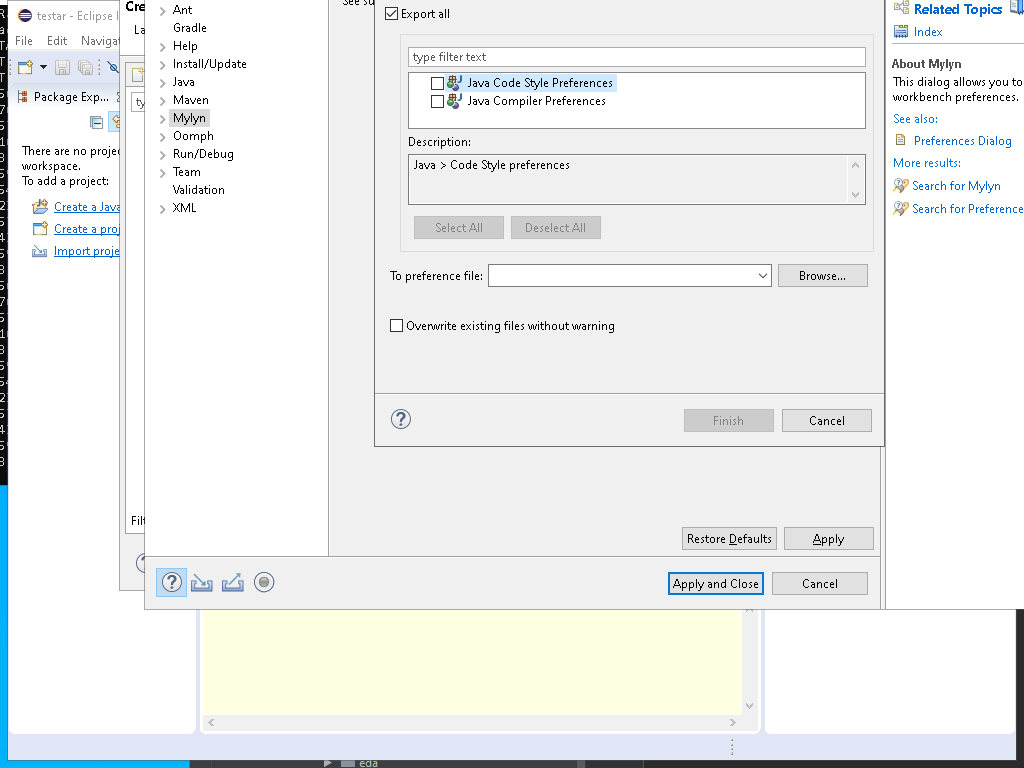 testar - Eclipse I
File Edit Navigat
Package Exp...
There are no projec
workspace.
To add a project:
Create a Java
Create a proj
Import proje
Cre
La
ty
Filt
Ant
Gradle
Help
Install/Update
Java
Maven
Mylyn
Oomph
Run/Debug
Team
Validation
XML
See su
Export all
type filter text
Java Code Style Preferences
Java Compiler Preferences
Description:
Java > Code Style preferences
Select All Deselect All
To preference file: Browse...
Overwrite existing files without warning
Finish Cancel
Restore Defaults Apply
Apply and Close Cancel
Related Topics
Index
About Mylyn
This dialog allows you to
workbench preferences.
See also:
Preferences Dialog
More results:
Search for Mylyn
Search for Preference
eda